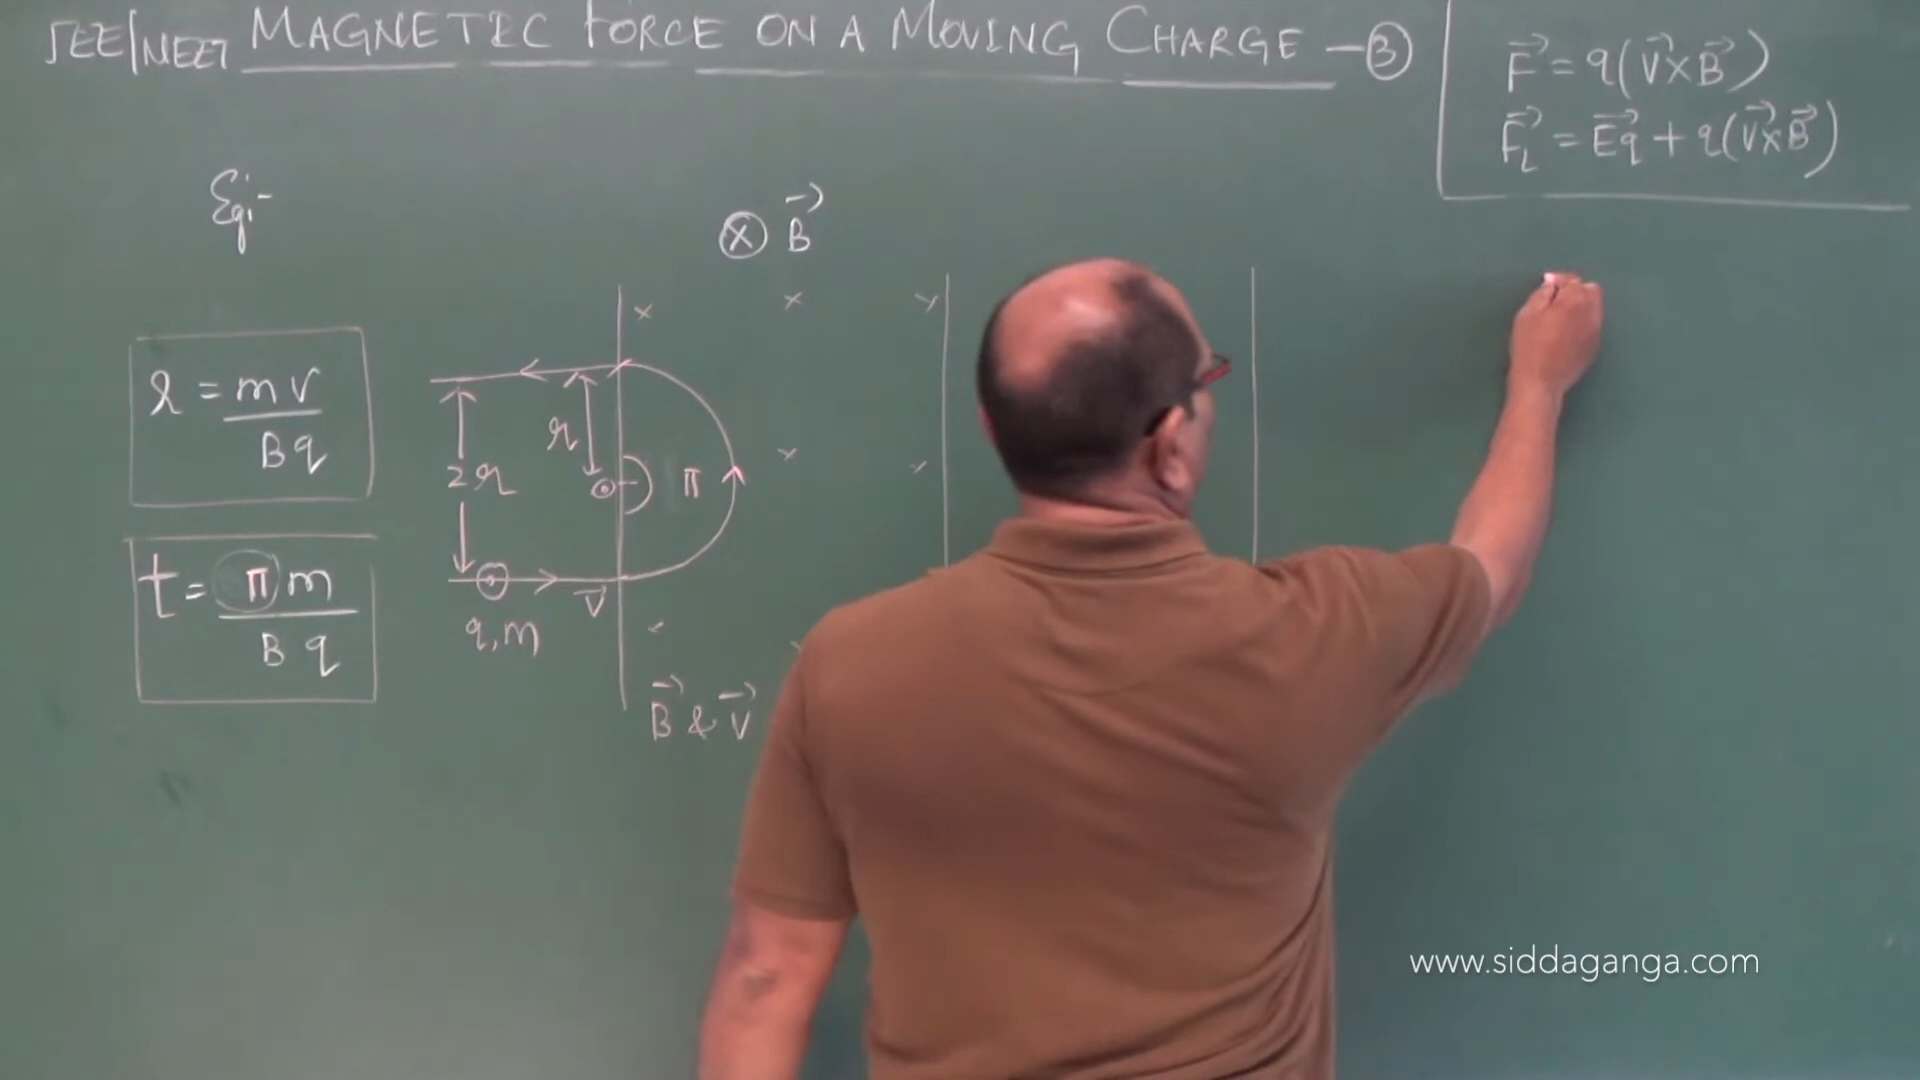 JEE/NEET MAGNETIC FORCE ON A MOVING CHARGE -③
F⃗ = q(V⃗×B⃗)
F⃗L = E⃗q + q(V⃗×B⃗)
Eg:-
ⓧ B⃗
r = mV / Bq
t = πm / Bq
r
2r
π
V⃗
q, m
B⃗ & V⃗
www.siddaganga.com